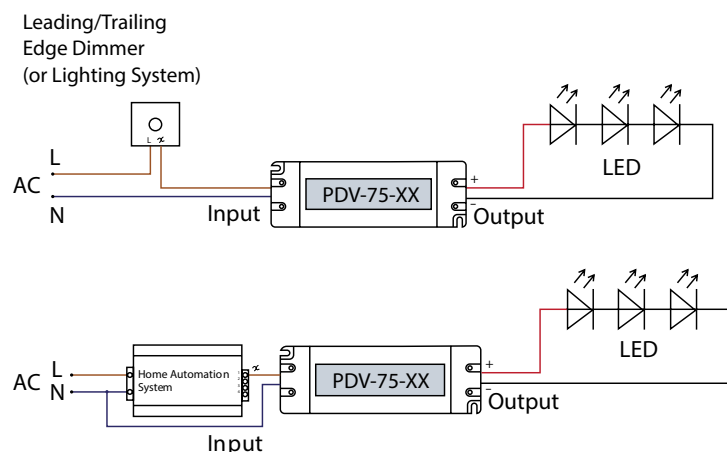 Leading/Trailing
Edge Dimmer
(or Lighting System)
L
L
AC
N
Input
PDV-75-XX
+
–
Output
LED
L
AC
N
Home Automation
System
Input
PDV-75-XX
+
–
Output
LED